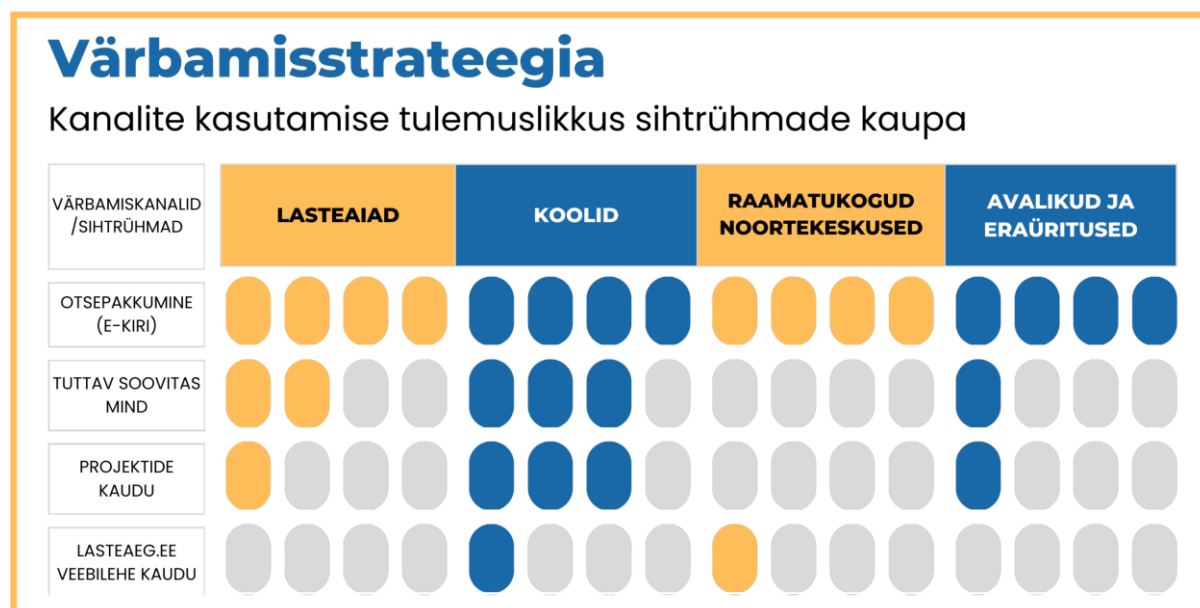 Värbamisstrateegia
Kanalite kasutamise tulemuslikkus sihtrühmade kaupa
VÄRBAMISKANALID
/SIHTRÜHMAD
LASTEAIAD
KOOLID
RAAMATUKOGUD
NOORTEKESKUSED
AVALIKUD JA
ERAÜRITUSED
OTSEPAKKUMINE
(E-KIRI)
TUTTAV SOOVITAS
MIND
PROJEKTIDE
KAUDU
LASTEAEG.EE
VEEBILEHE KAUDU